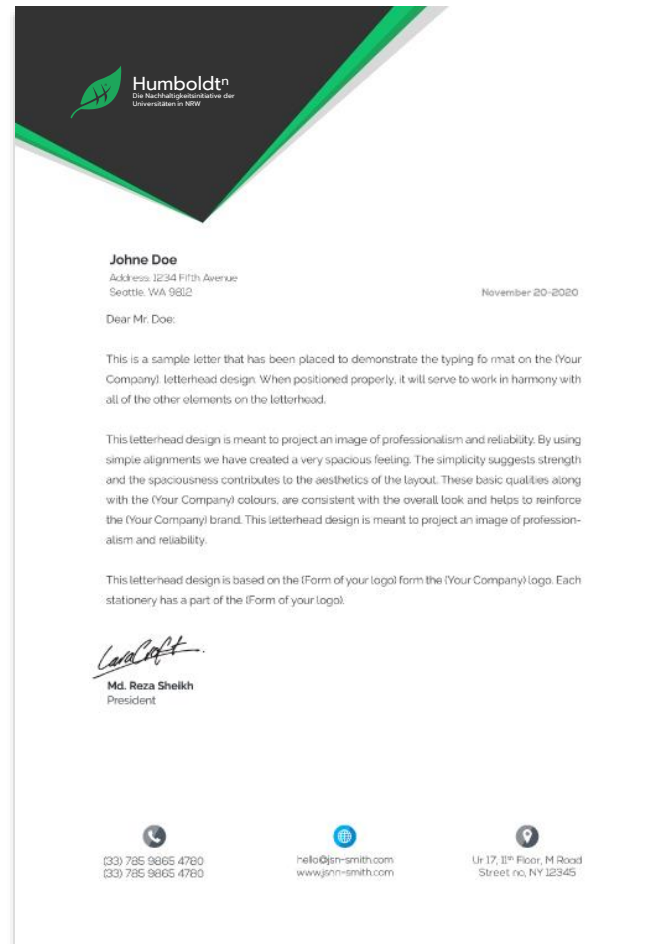 Humboldtⁿ
Die Nachhaltigkeitsinitiative der
Universitäten in NRW
Johne Doe
Address: 1234 Fifth Avenue
Seattle, WA 9812
November 20-2020
Dear Mr. Doe:
This is a sample letter that has been placed to demonstrate the typing fo rmat on the (Your
Company). letterhead design. When positioned properly, it will serve to work in harmony with
all of the other elements on the letterhead.
This letterhead design is meant to project an image of professionalism and reliability. By using
simple alignments we have created a very spacious feeling. The simplicity suggests strength
and the spaciousness contributes to the aesthetics of the layout. These basic qualities along
with the (Your Company) colours, are consistent with the overall look and helps to reinforce
the (Your Company) brand. This letterhead design is meant to project an image of profession-
alism and reliability.
This letterhead design is based on the (Form of your logo) form the (Your Company) logo. Each
stationery has a part of the (Form of your logo).
LaraCroft
Md. Reza Sheikh
President
(33) 785 9865 4780
(33) 785 9865 4780
hello@jsn-smith.com
www.jsnn-smith.com
Ur 17, 11ᵗʰ Floor, M Road
Street no, NY 12345